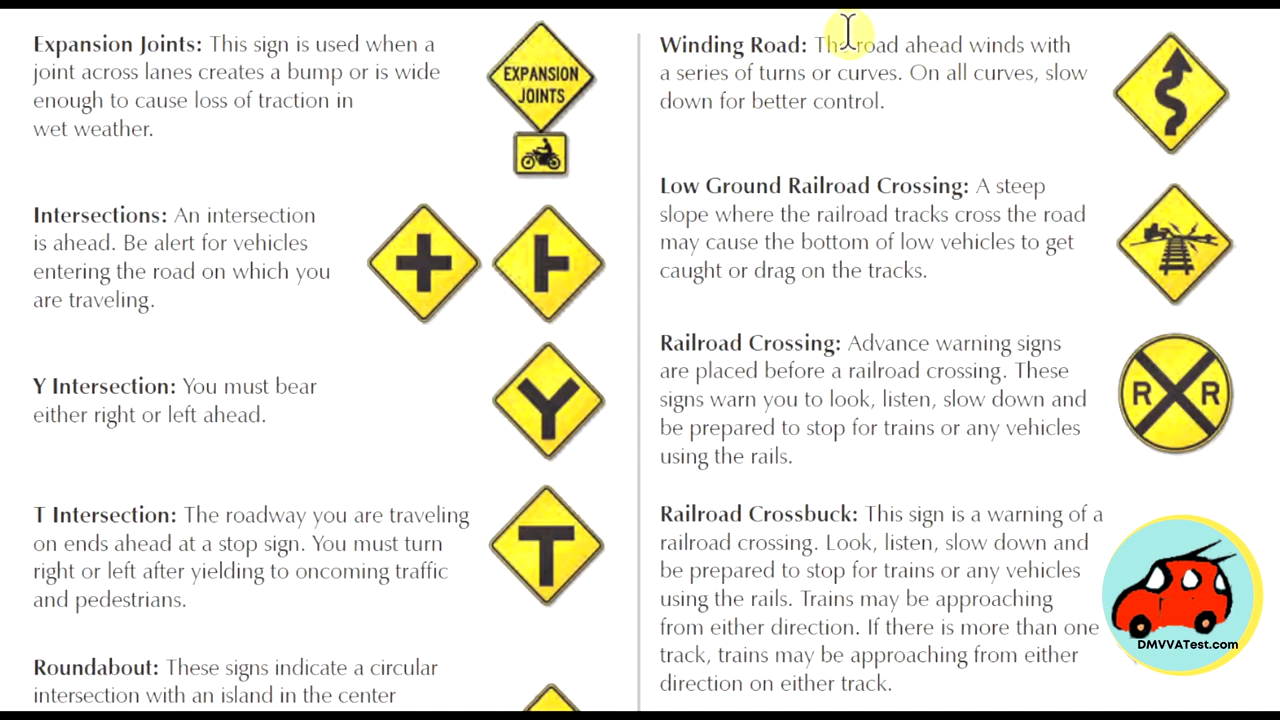 Expansion Joints: This sign is used when a
joint across lanes creates a bump or is wide
enough to cause loss of traction in
wet weather.
EXPANSION
JOINTS
Intersections: An intersection
is ahead. Be alert for vehicles
entering the road on which you
are traveling.
Y Intersection: You must bear
either right or left ahead.
T Intersection: The roadway you are traveling
on ends ahead at a stop sign. You must turn
right or left after yielding to oncoming traffic
and pedestrians.
Roundabout: These signs indicate a circular
intersection with an island in the center
Winding Road: The road ahead winds with
a series of turns or curves. On all curves, slow
down for better control.
Low Ground Railroad Crossing: A steep
slope where the railroad tracks cross the road
may cause the bottom of low vehicles to get
caught or drag on the tracks.
Railroad Crossing: Advance warning signs
are placed before a railroad crossing. These
signs warn you to look, listen, slow down and
be prepared to stop for trains or any vehicles
using the rails.
R R
Railroad Crossbuck: This sign is a warning of a
railroad crossing. Look, listen, slow down and
be prepared to stop for trains or any vehicles
using the rails. Trains may be approaching
from either direction. If there is more than one
track, trains may be approaching from either
direction on either track.
DMVVATest.com